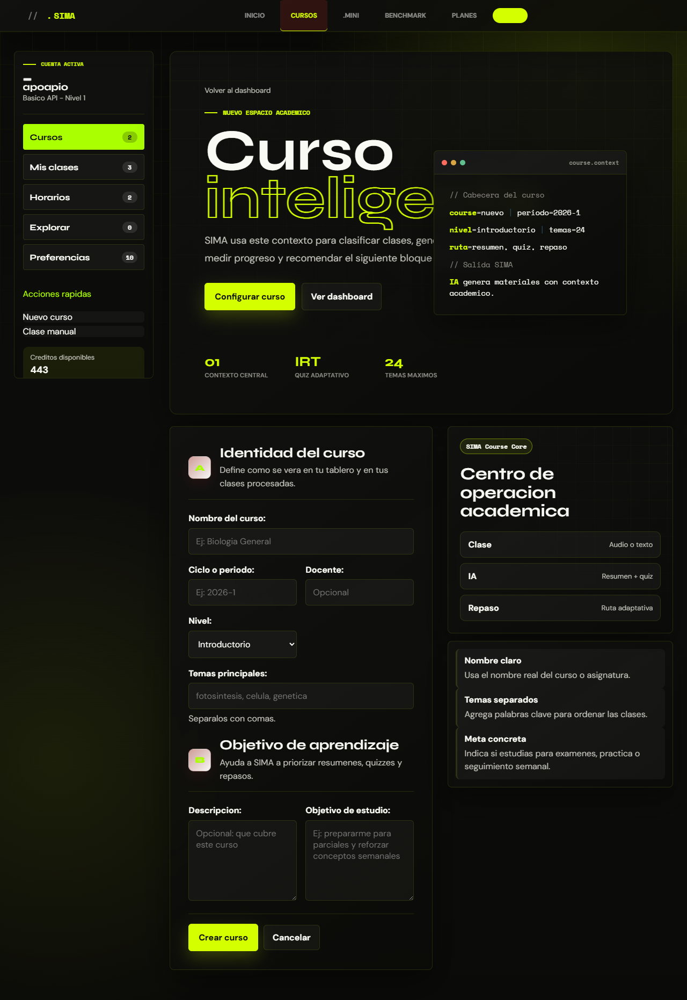 // .SIMA
INICIO
CURSOS
.MINI
BENCHMARK
PLANES
CUENTA ACTIVA
apoapio
Basico API - Nivel 1
Cursos 2
Mis clases 3
Horarios 2
Explorar 0
Preferencias 10
Acciones rapidas
Nuevo curso
Clase manual
Creditos disponibles
443
Volver al dashboard
NUEVO ESPACIO ACADEMICO
Curso
intelige
SIMA usa este contexto para clasificar clases, gen
medir progreso y recomendar el siguiente bloque
Configurar curso
Ver dashboard
course.context
// Cabecera del curso
course=nuevo | periodo=2026-1
nivel=introductorio | temas=24
ruta=resumen, quiz, repaso
// Salida SIMA
IA genera materiales con contexto
academico.
01
CONTEXTO CENTRAL
IRT
QUIZ ADAPTATIVO
24
TEMAS MAXIMOS
A
Identidad del curso
Define como se vera en tu tablero y en tus
clases procesadas.
Nombre del curso:
Ej: Biologia General
Ciclo o periodo:
Ej: 2026-1
Docente:
Opcional
Nivel:
Introductorio
Temas principales:
fotosintesis, celula, genetica
Separalos con comas.
B
Objetivo de aprendizaje
Ayuda a SIMA a priorizar resumenes, quizzes y
repasos.
Descripcion:
Opcional: que cubre
este curso
Objetivo de estudio:
Ej: prepararme para
parciales y reforzar
conceptos semanales
Crear curso
Cancelar
SIMA Course Core
Centro de
operacion
academica
Clase Audio o texto
IA Resumen + quiz
Repaso Ruta adaptativa
Nombre claro
Usa el nombre real del curso o asignatura.
Temas separados
Agrega palabras clave para ordenar las clases.
Meta concreta
Indica si estudias para examenes, practica o
seguimiento semanal.